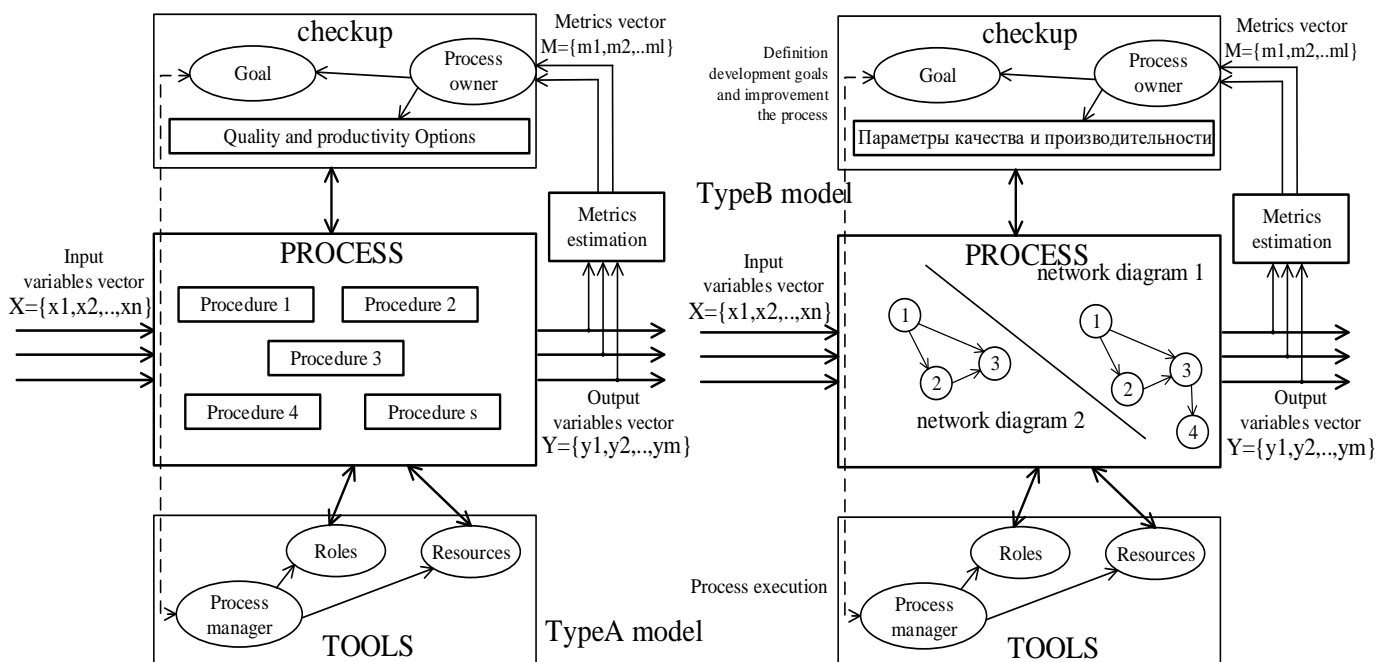 checkup
Goal
Process
owner
Quality and productivity Options
Metrics vector
M={m1,m2,..ml}
Metrics
estimation
Input
variables vector
X={x1,x2,..,xn}
PROCESS
Procedure 1
Procedure 2
Procedure 3
Procedure 4
Procedure s
Output
variables vector
Y={y1,y2,..,ym}
Roles
Resources
Process
manager
TOOLS
TypeA model
checkup
Goal
Process
owner
Параметры качества и производительности
Metrics vector
M={m1,m2,..ml}
Definition
development goals
and improvement
the process
TypeB model
Metrics
estimation
Input
variables vector
X={x1,x2,..,xn}
PROCESS
network diagram 1
1
2
3
1
2
3
4
network diagram 2
Output
variables vector
Y={y1,y2,..,ym}
Roles
Resources
Process execution
Process
manager
TOOLS